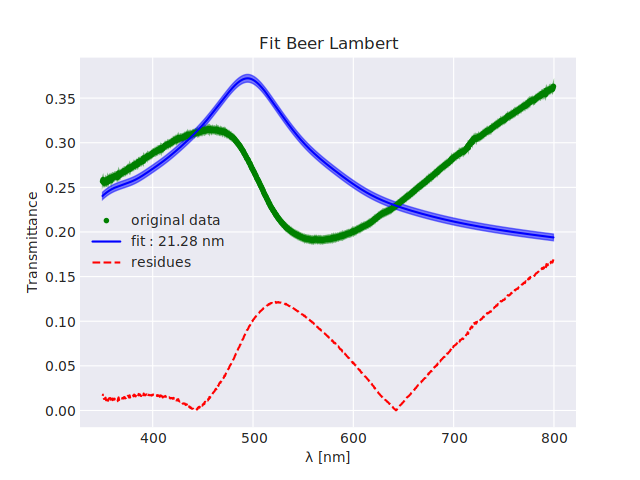 Fit Beer Lambert
Transmittance
0.35
0.30
0.25
0.20
0.15
0.10
0.05
0.00
original data
fit : 21.28 nm
residues
400 500 600 700 800
λ [nm]